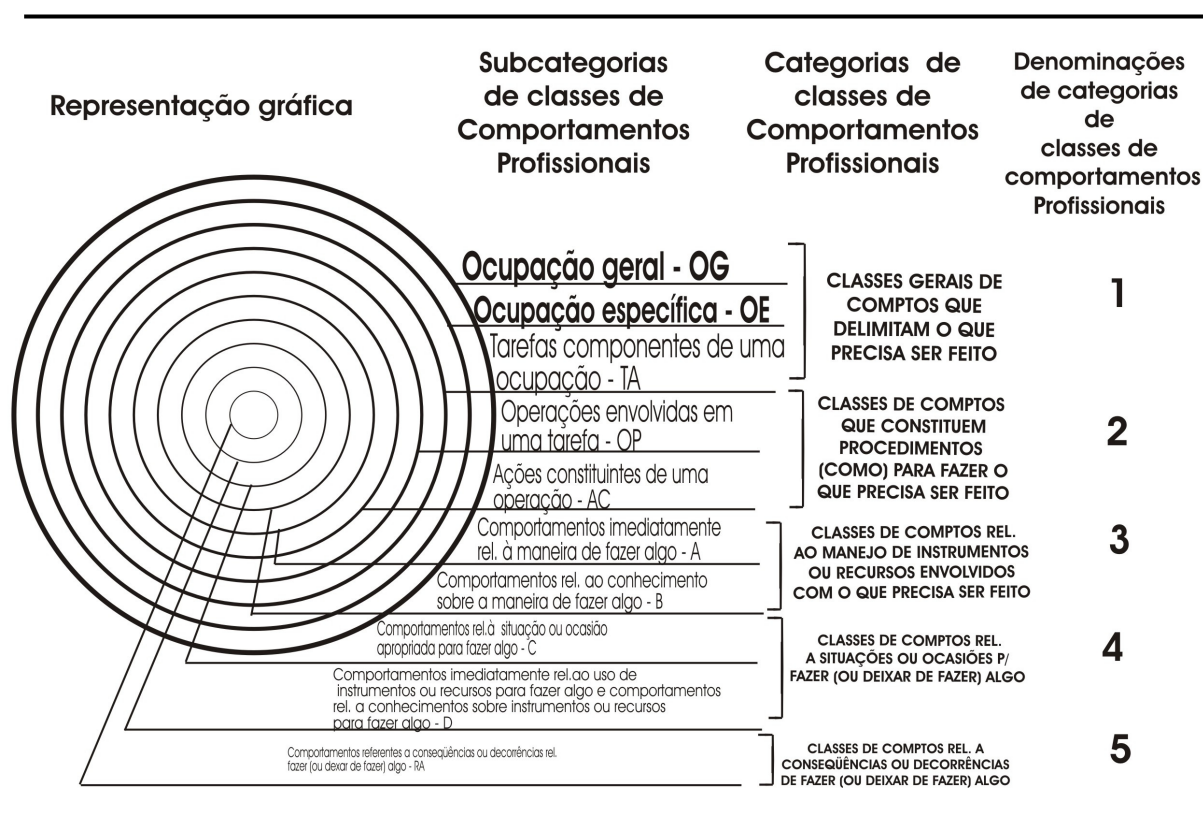 Representação gráfica
Subcategorias
de classes de
Comportamentos
Profissionais
Categorias de
classes de
Comportamentos
Profissionais
Denominações
de categorias
de
classes de
comportamentos
Profissionais
Ocupação geral - OG
Ocupação específica - OE
Tarefas componentes de uma
ocupação - TA
CLASSES GERAIS DE
COMPTOS QUE
DELIMITAM O QUE
PRECISA SER FEITO
1
Operações envolvidas em
uma tarefa - OP
Ações constituintes de uma
operação - AC
CLASSES DE COMPTOS
QUE CONSTITUEM
PROCEDIMENTOS
(COMO) PARA FAZER O
QUE PRECISA SER FEITO
2
Comportamentos imediatamente
rel. à maneira de fazer algo - A
Comportamentos rel. ao conhecimento
sobre a maneira de fazer algo - B
CLASSES DE COMPTOS REL.
AO MANEJO DE INSTRUMENTOS
OU RECURSOS ENVOLVIDOS
COM O QUE PRECISA SER FEITO
3
Comportamentos rel.à situação ou ocasião
apropriada para fazer algo - C
Comportamentos imediatamente rel.ao uso de
instrumentos ou recursos para fazer algo e comportamentos
rel. a conhecimentos sobre instrumentos ou recursos
para fazer algo - D
CLASSES DE COMPTOS REL.
A SITUAÇÕES OU OCASIÕES P/
FAZER (OU DEIXAR DE FAZER) ALGO
4
Comportamentos referentes a conseqüências ou decorrências rel.
fazer (ou dexar de fazer) algo - RA
CLASSES DE COMPTOS REL. A
CONSEQÜÊNCIAS OU DECORRÊNCIAS
DE FAZER (OU DEIXAR DE FAZER) ALGO
5